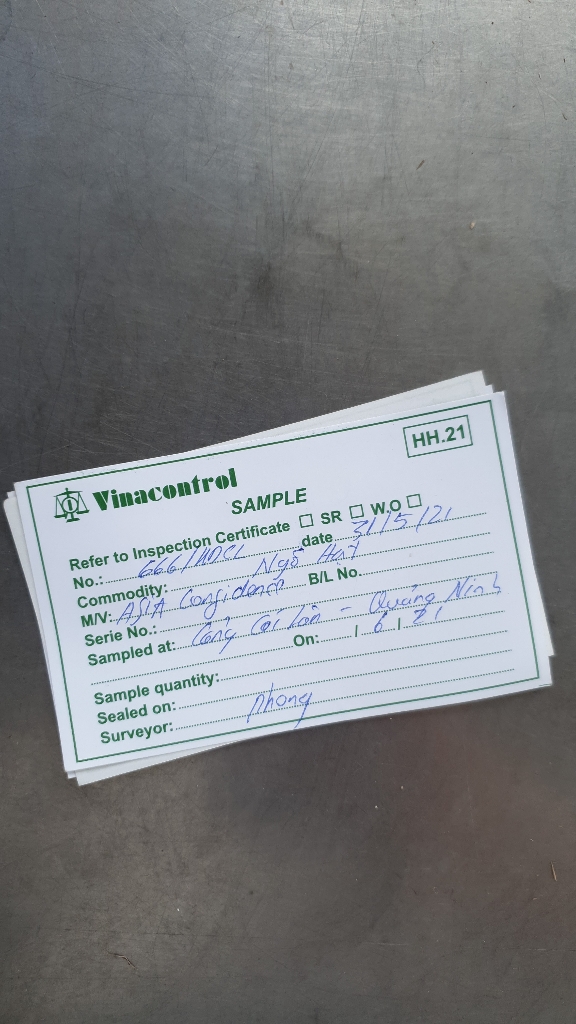 HH.21
Vinacontrol
SAMPLE
Refer to Inspection Certificate ☐ SR ☐ W.O ☐
No.: 666/ date 31/5/21
Commodity: Ngô Hạt
M/V: ASIA Confidence B/L No.
Serie No.:
Sampled at: Cảng Cái Lân - Quảng Ninh
On: / 6 / 21
Sample quantity:
Sealed on:
Surveyor: Phong